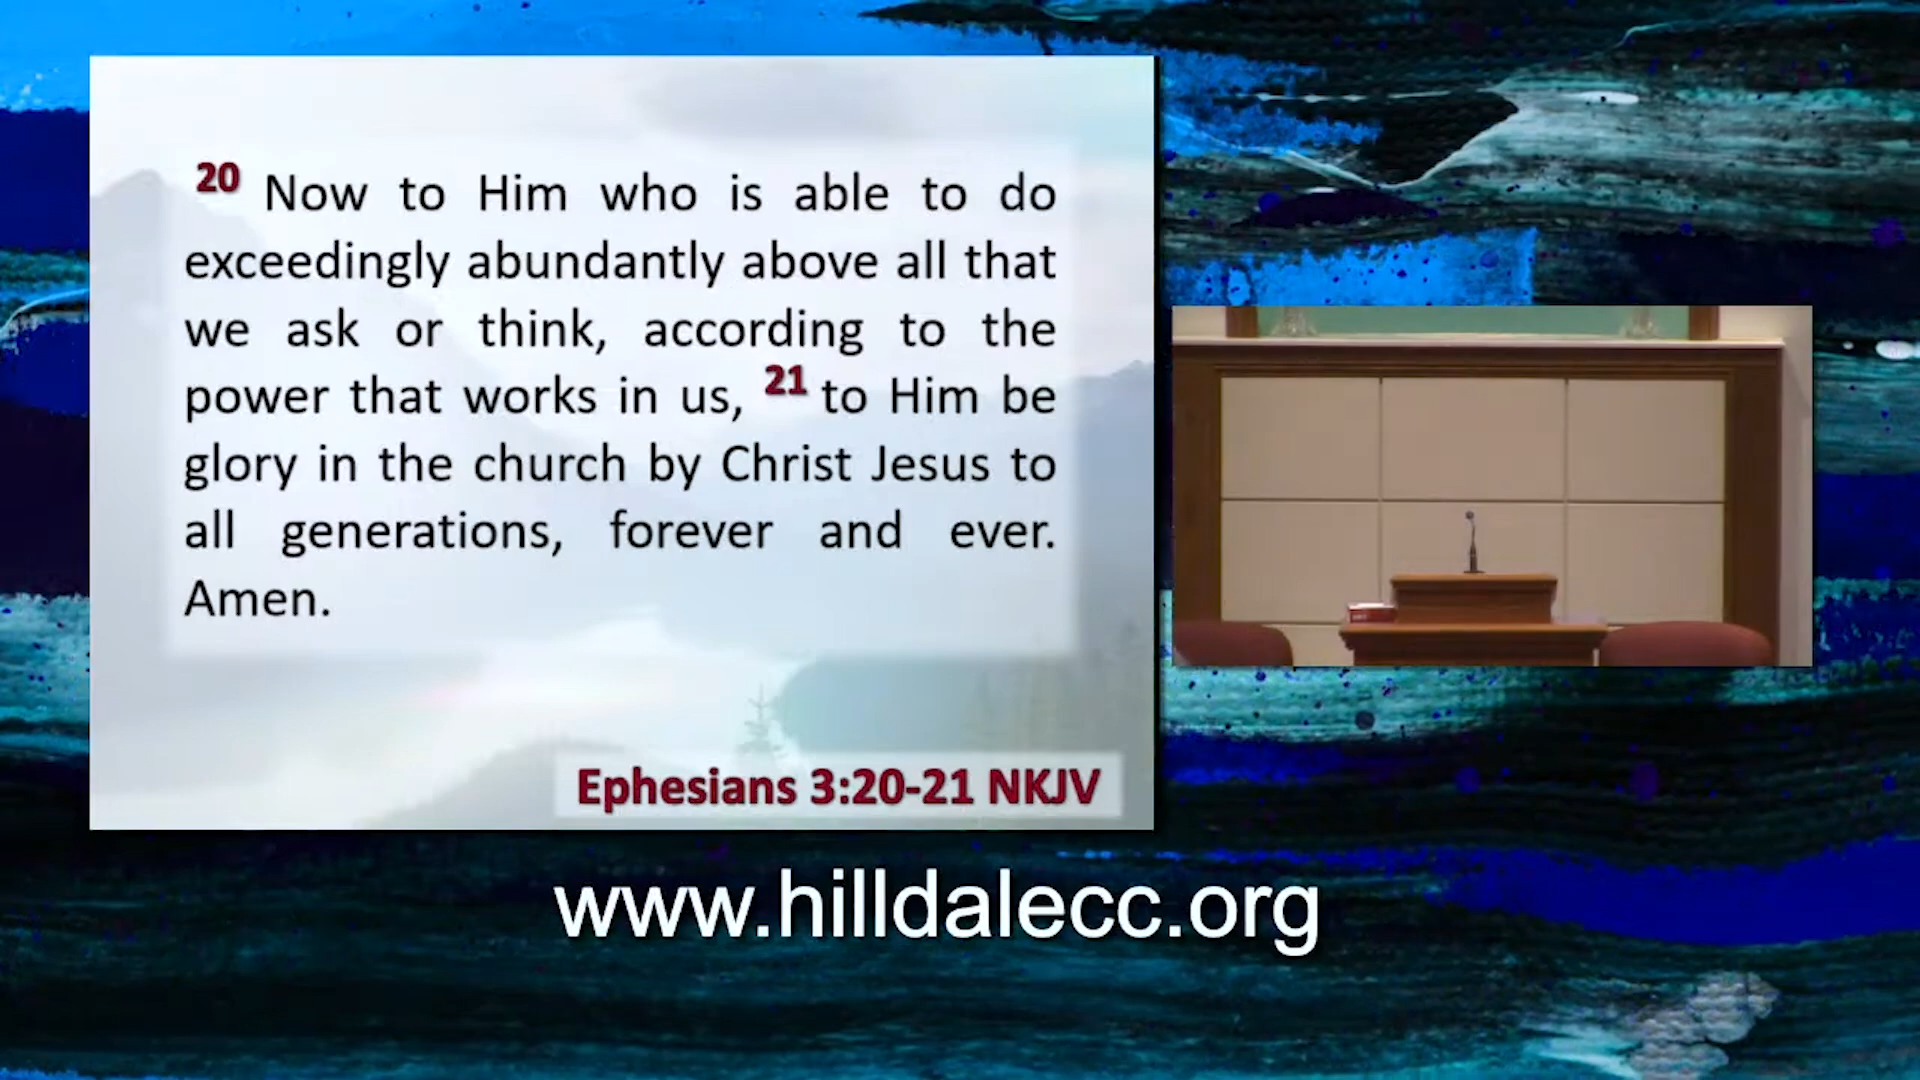 20 Now to Him who is able to do
exceedingly abundantly above all that
we ask or think, according to the
power that works in us, 21 to Him be
glory in the church by Christ Jesus to
all generations, forever and ever.
Amen.
Ephesians 3:20-21 NKJV
www.hilldalecc.org